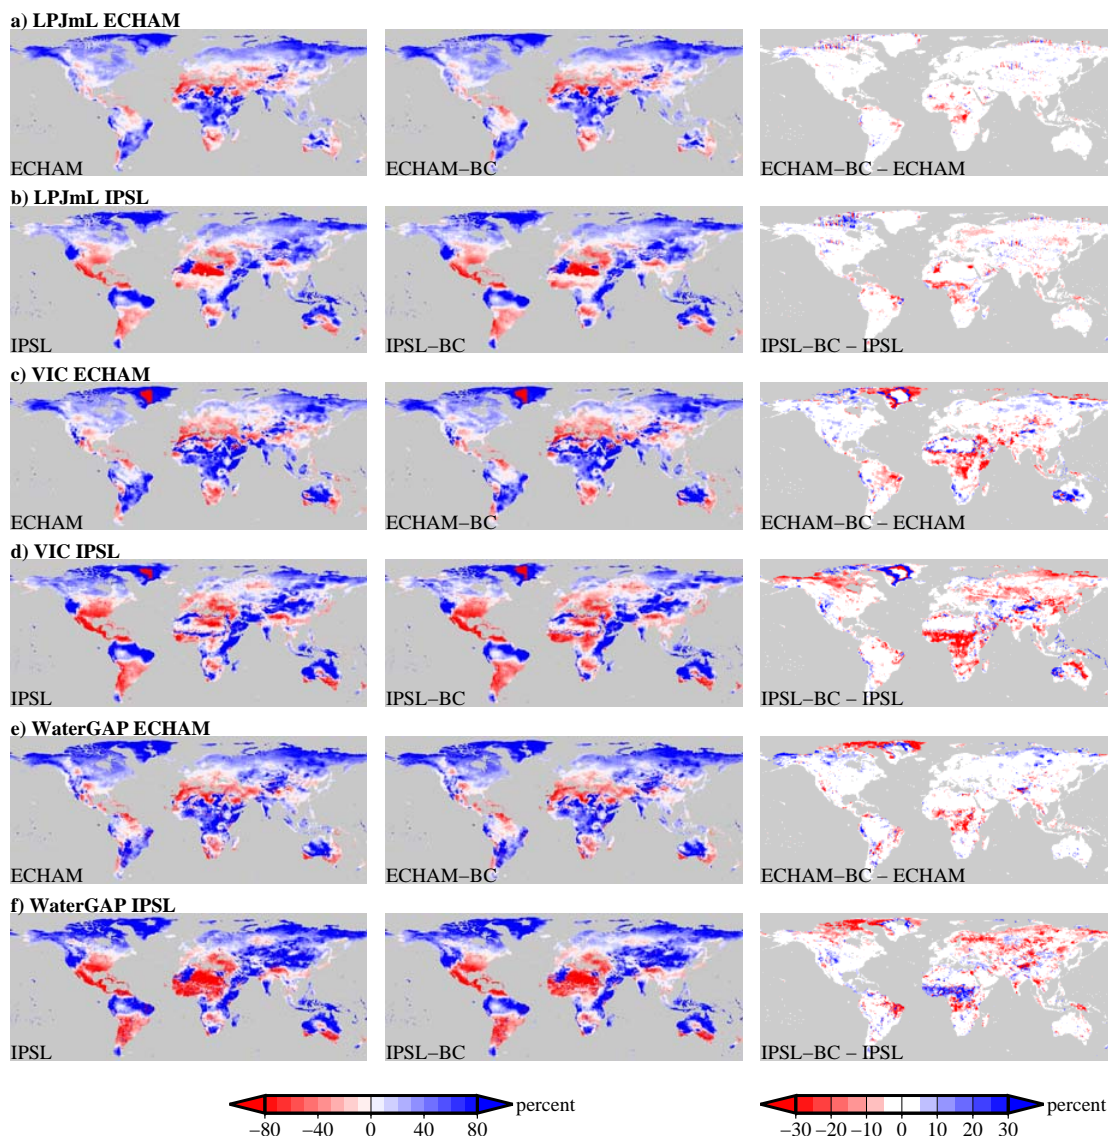 a) LPJmL ECHAM
ECHAM
ECHAM−BC
ECHAM−BC − ECHAM
b) LPJmL IPSL
IPSL
IPSL−BC
IPSL−BC − IPSL
c) VIC ECHAM
ECHAM
ECHAM−BC
ECHAM−BC − ECHAM
d) VIC IPSL
IPSL
IPSL−BC
IPSL−BC − IPSL
e) WaterGAP ECHAM
ECHAM
ECHAM−BC
ECHAM−BC − ECHAM
f) WaterGAP IPSL
IPSL
IPSL−BC
IPSL−BC − IPSL
percent
−80 −40 0 40 80
percent
−30 −20 −10 0 10 20 30